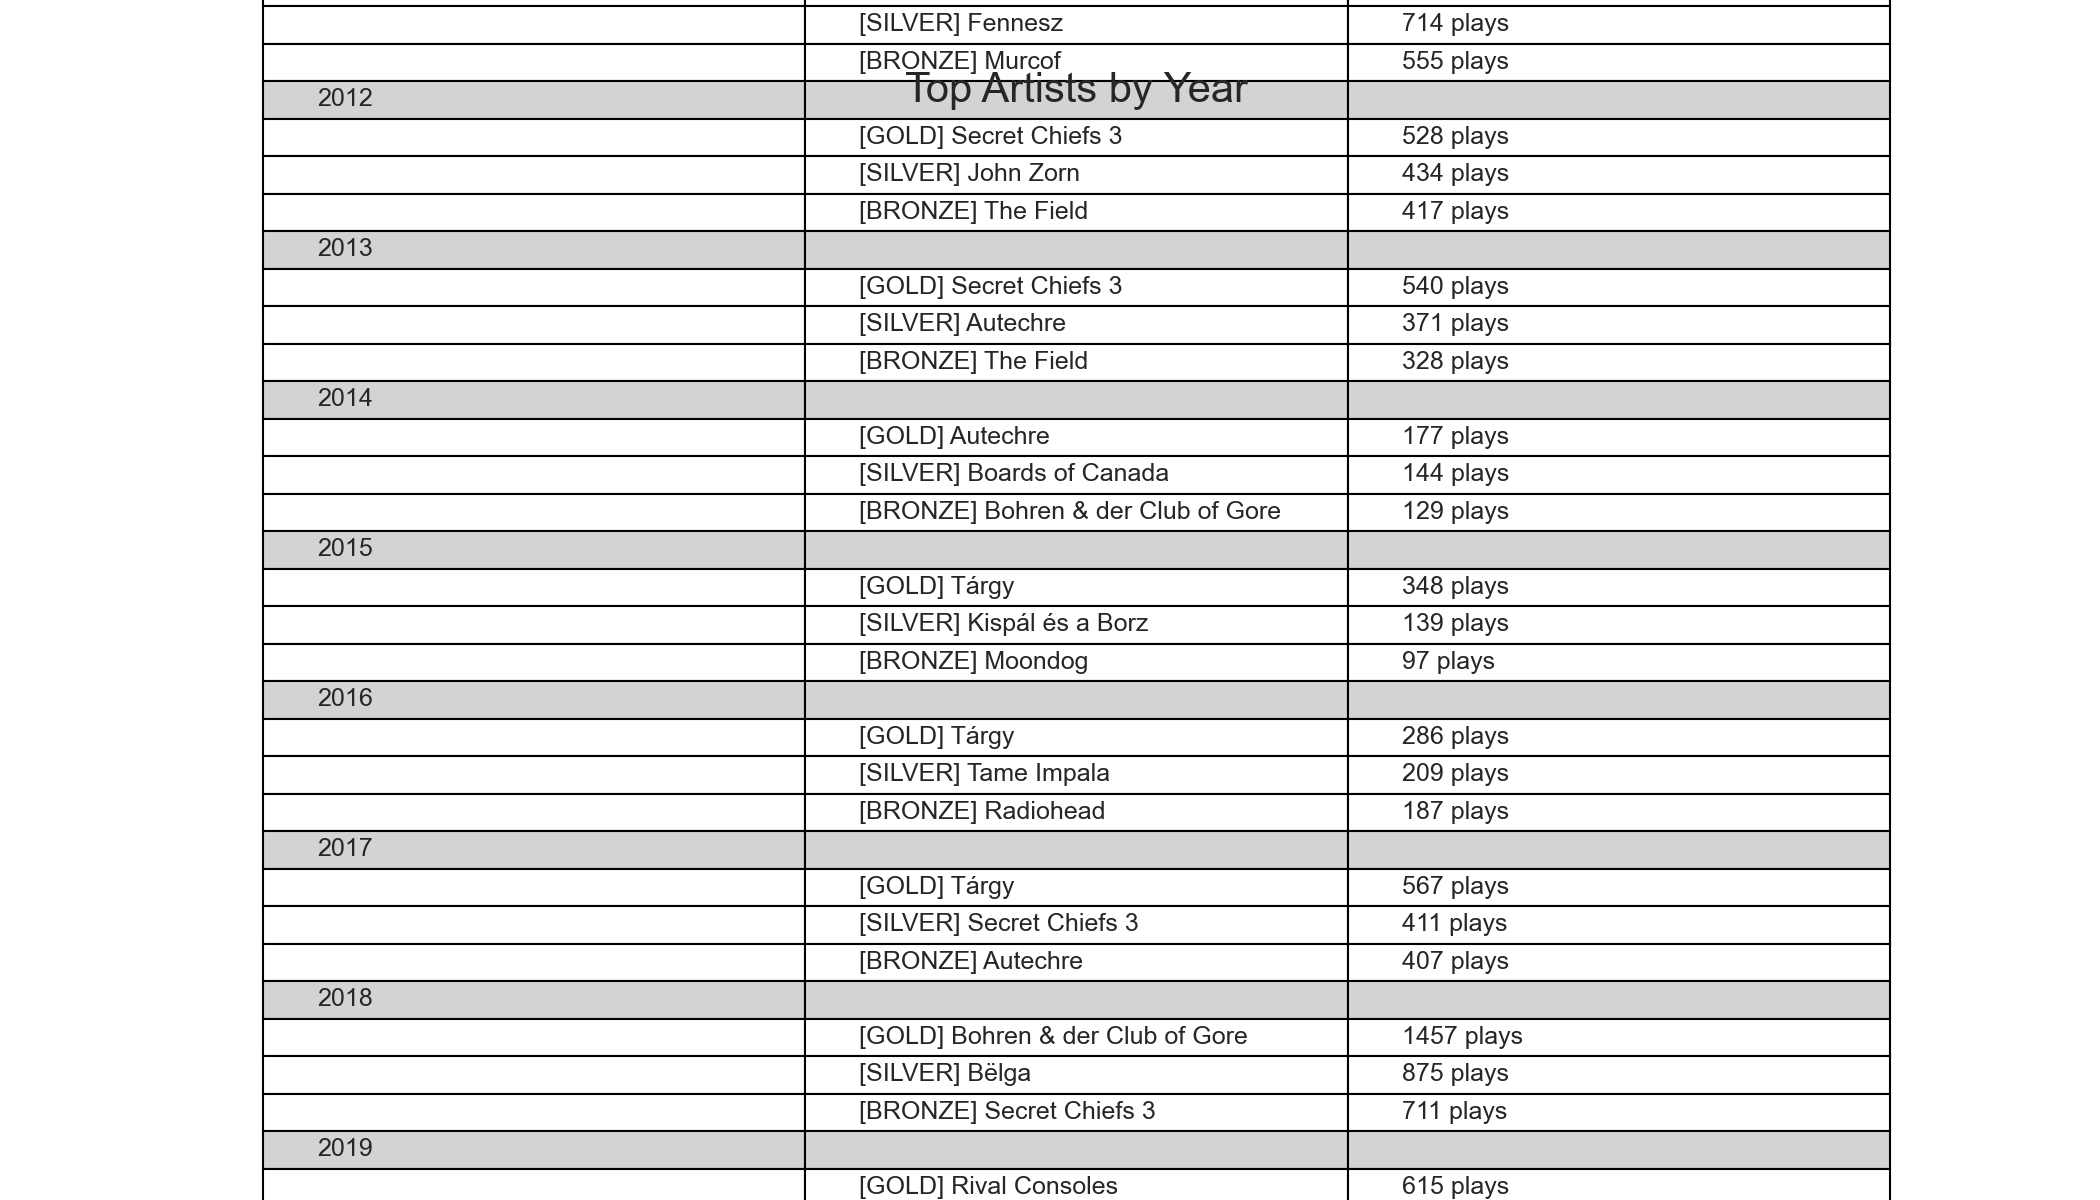 [SILVER] Fennesz 714 plays
[BRONZE] Murcof 555 plays
Top Artists by Year
2012
[GOLD] Secret Chiefs 3 528 plays
[SILVER] John Zorn 434 plays
[BRONZE] The Field 417 plays
2013
[GOLD] Secret Chiefs 3 540 plays
[SILVER] Autechre 371 plays
[BRONZE] The Field 328 plays
2014
[GOLD] Autechre 177 plays
[SILVER] Boards of Canada 144 plays
[BRONZE] Bohren & der Club of Gore 129 plays
2015
[GOLD] Tárgy 348 plays
[SILVER] Kispál és a Borz 139 plays
[BRONZE] Moondog 97 plays
2016
[GOLD] Tárgy 286 plays
[SILVER] Tame Impala 209 plays
[BRONZE] Radiohead 187 plays
2017
[GOLD] Tárgy 567 plays
[SILVER] Secret Chiefs 3 411 plays
[BRONZE] Autechre 407 plays
2018
[GOLD] Bohren & der Club of Gore 1457 plays
[SILVER] Bëlga 875 plays
[BRONZE] Secret Chiefs 3 711 plays
2019
[GOLD] Rival Consoles 615 plays